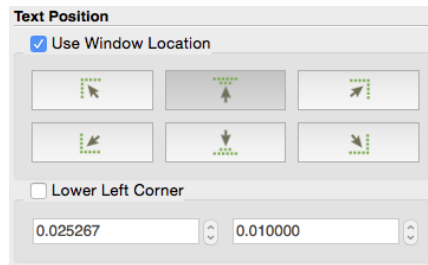 Text Position
Use Window Location
Lower Left Corner
0.025267 0.010000